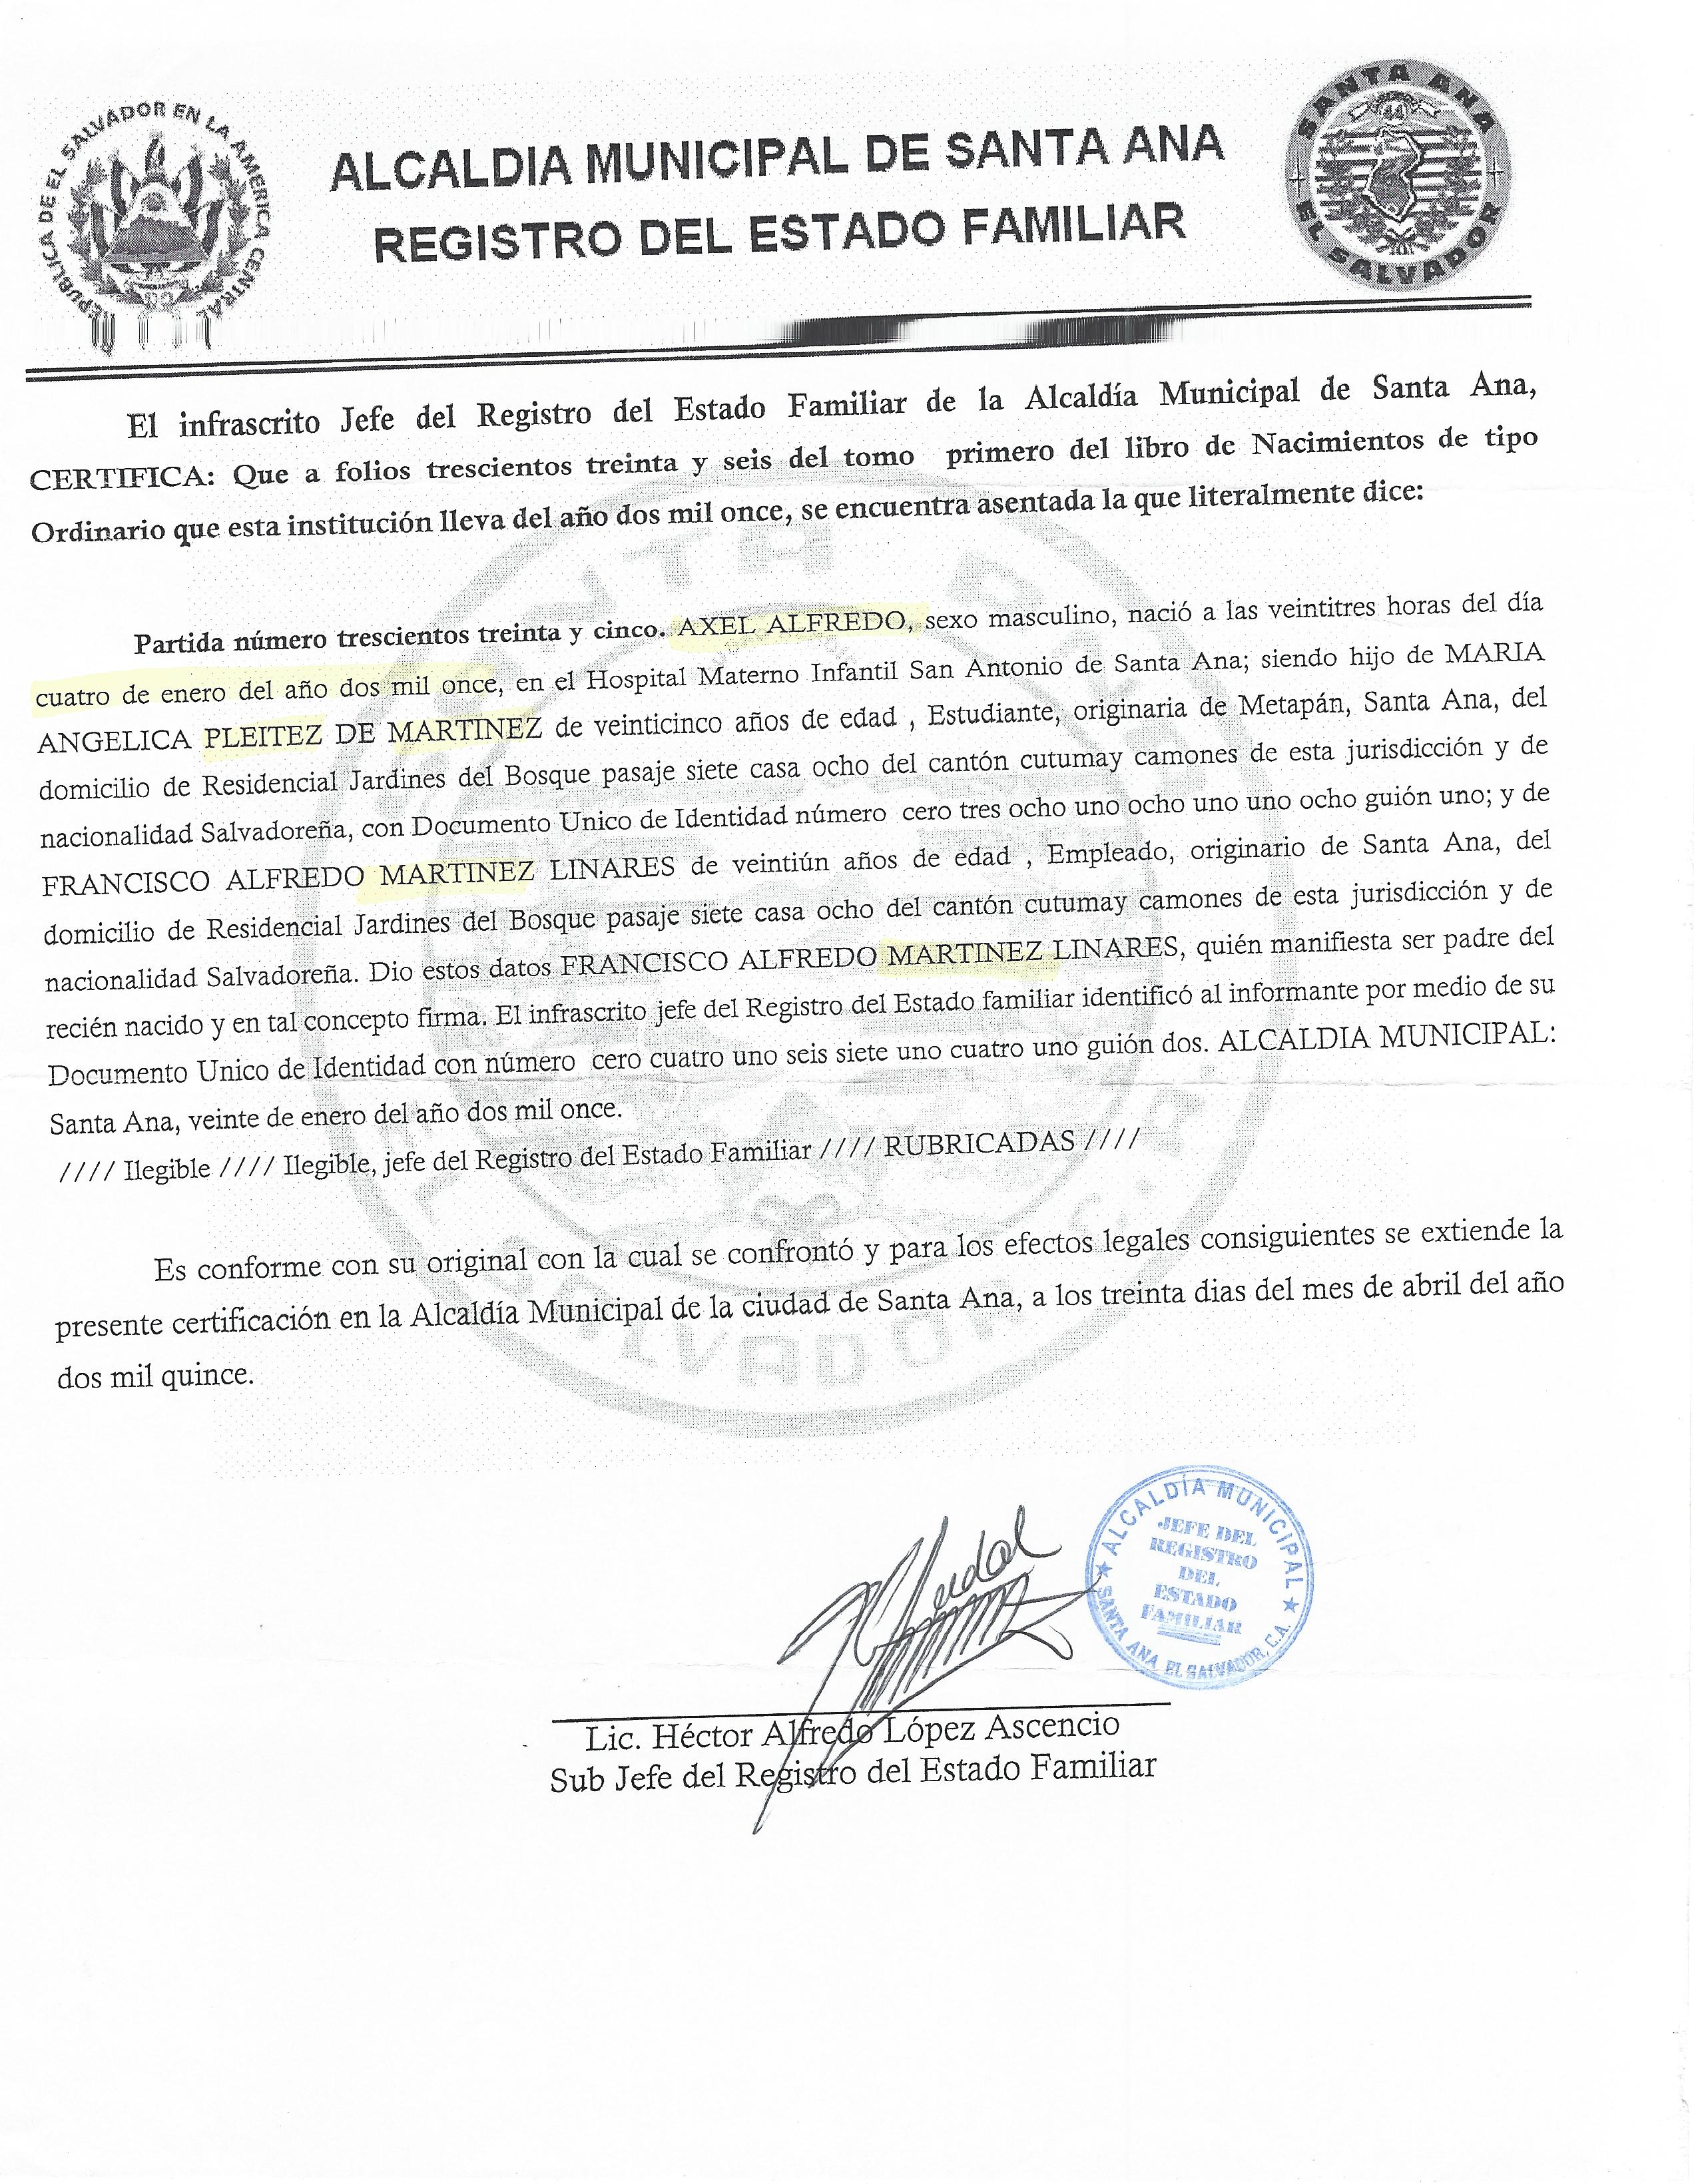 REPUBLICA DE EL SALVADOR EN LA AMERICA CENTRAL
SANTA ANA
44
EL SALVADOR
ALCALDIA MUNICIPAL DE SANTA ANA
REGISTRO DEL ESTADO FAMILIAR
El infrascrito Jefe del Registro del Estado Familiar de la Alcaldía Municipal de Santa Ana,
CERTIFICA: Que a folios trescientos treinta y seis del tomo primero del libro de Nacimientos de tipo
Ordinario que esta institución lleva del año dos mil once, se encuentra asentada la que literalmente dice:
Partida número trescientos treinta y cinco. AXEL ALFREDO, sexo masculino, nació a las veintitres horas del día
cuatro de enero del año dos mil once, en el Hospital Materno Infantil San Antonio de Santa Ana; siendo hijo de MARIA
ANGELICA PLEITEZ DE MARTINEZ de veinticinco años de edad , Estudiante, originaria de Metapán, Santa Ana, del
domicilio de Residencial Jardines del Bosque pasaje siete casa ocho del cantón cutumay camones de esta jurisdicción y de
nacionalidad Salvadoreña, con Documento Unico de Identidad número cero tres ocho uno ocho uno uno ocho guión uno; y de
FRANCISCO ALFREDO MARTINEZ LINARES de veintiún años de edad , Empleado, originario de Santa Ana, del
domicilio de Residencial Jardines del Bosque pasaje siete casa ocho del cantón cutumay camones de esta jurisdicción y de
nacionalidad Salvadoreña. Dio estos datos FRANCISCO ALFREDO MARTINEZ LINARES, quién manifiesta ser padre del
recién nacido y en tal concepto firma. El infrascrito jefe del Registro del Estado familiar identificó al informante por medio de su
Documento Unico de Identidad con número cero cuatro uno seis siete uno cuatro uno guión dos. ALCALDIA MUNICIPAL:
Santa Ana, veinte de enero del año dos mil once.
//// Ilegible //// Ilegible, jefe del Registro del Estado Familiar //// RUBRICADAS ////
Es conforme con su original con la cual se confrontó y para los efectos legales consiguientes se extiende la
presente certificación en la Alcaldía Municipal de la ciudad de Santa Ana, a los treinta dias del mes de abril del año
dos mil quince.
ALCALDÍA MUNICIPAL
JEFE DEL
REGISTRO
DEL
ESTADO
FAMILIAR
SANTA ANA EL SALVADOR, C.A.
Lic. Héctor Alfredo López Ascencio
Sub Jefe del Registro del Estado Familiar